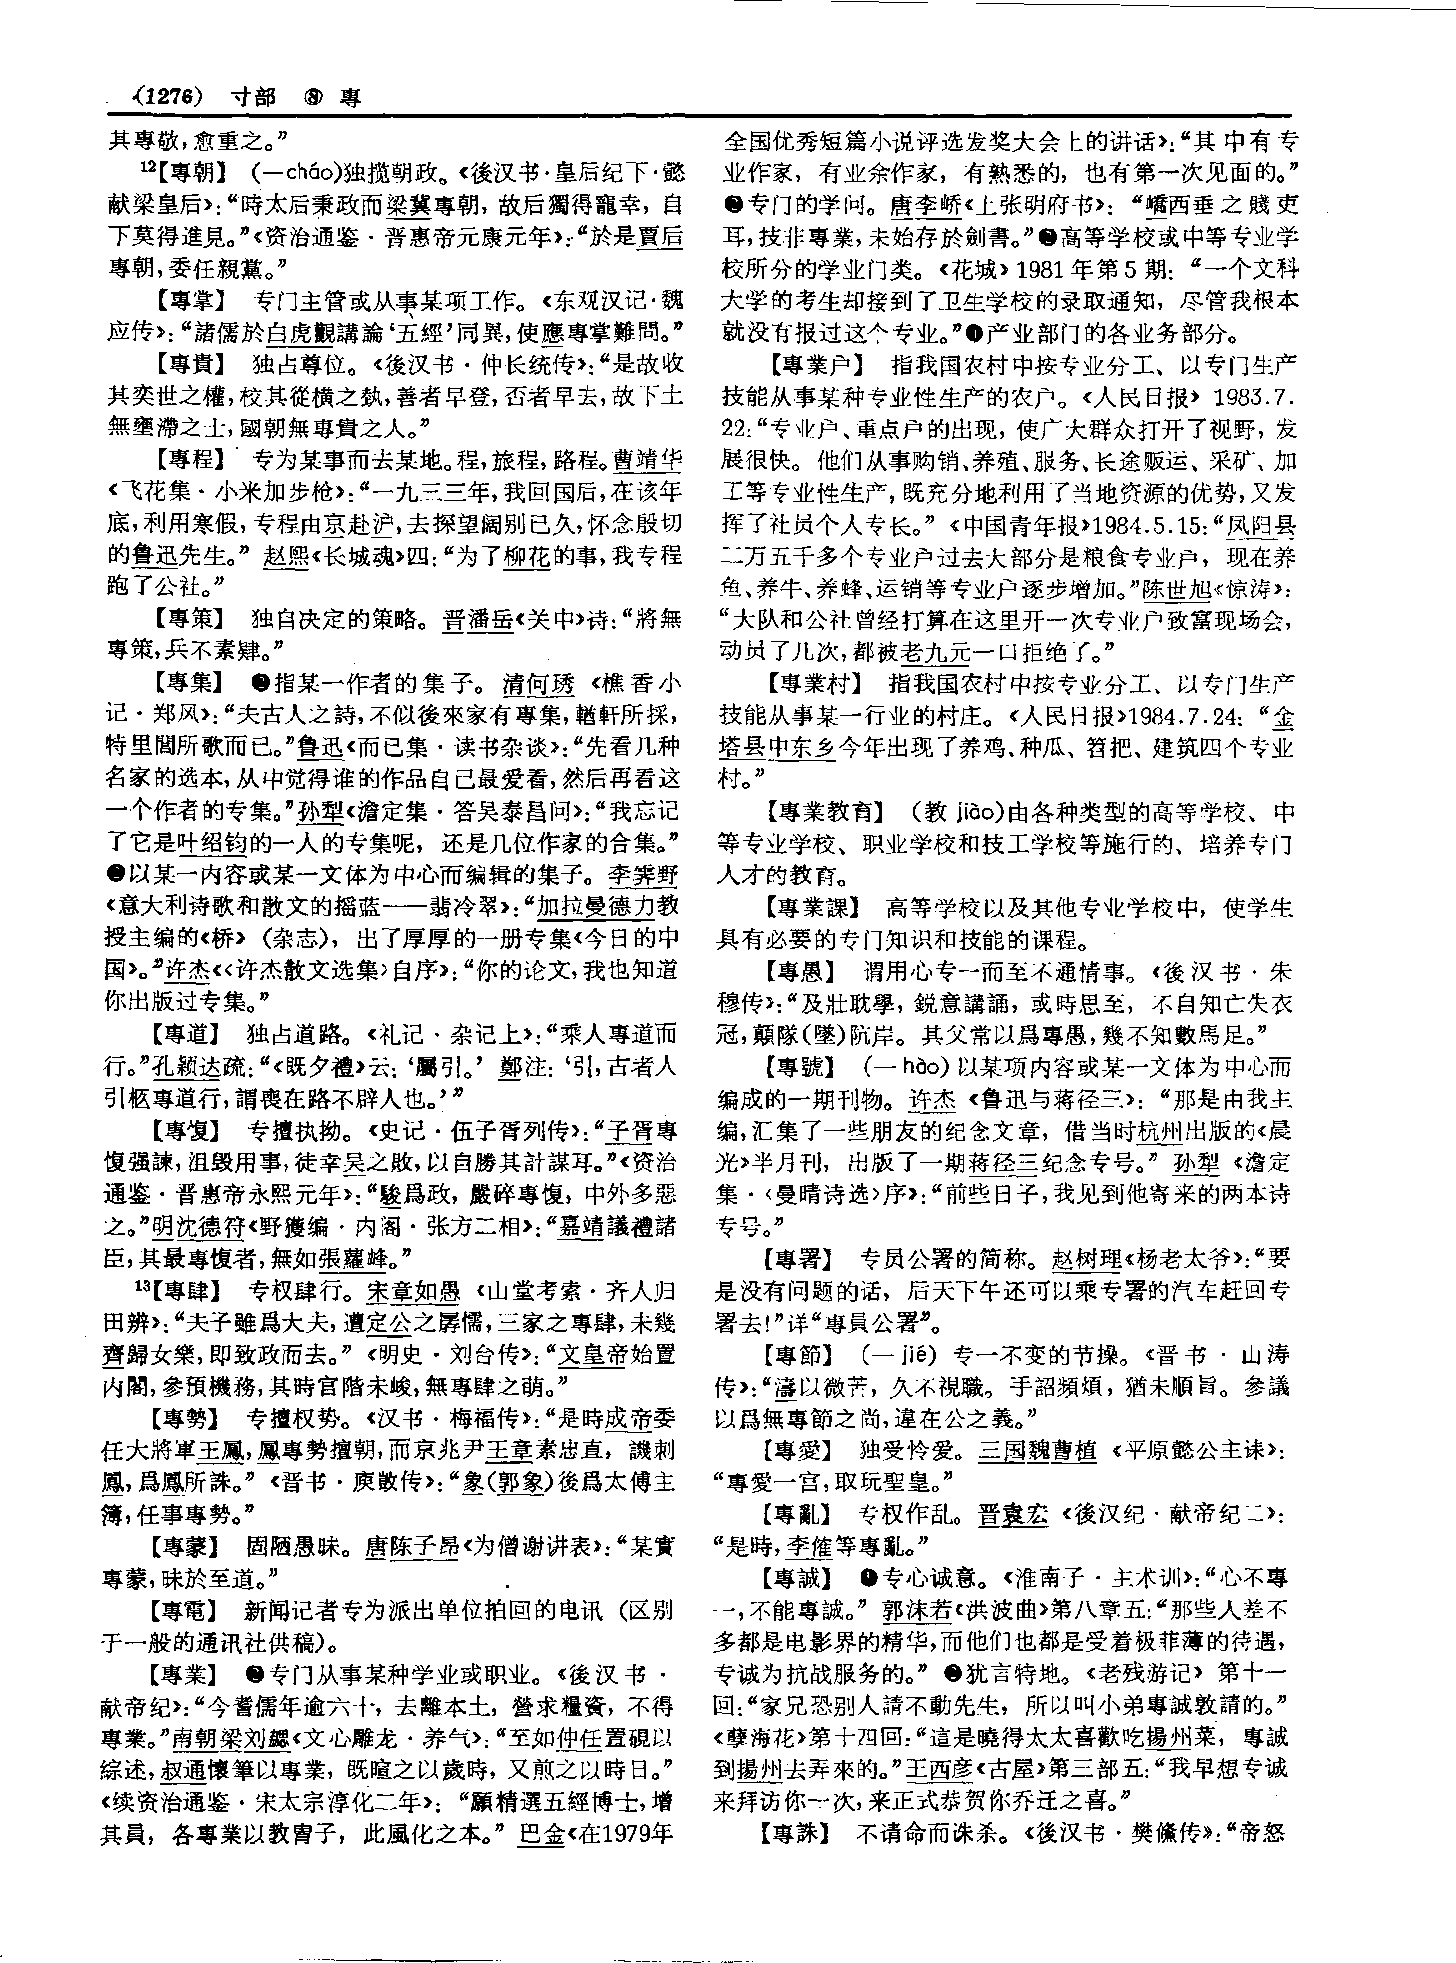 (1276) 寸部 ⑧ 專
其專敬，愈重之。”
12【專朝】 (—cháo)独揽朝政。《後汉书·皇后纪下·懿
献梁皇后》：“時太后秉政而梁冀專朝，故后獨得寵幸，自
下莫得進見。”《资治通鉴·晋惠帝元康元年》：“於是賈后
專朝，委任親黨。”
【專掌】 专门主管或从事某项工作。《东观汉记·魏
应传》：“諸儒於白虎觀講論‘五經’同異，使應專掌難問。”
【專貴】 独占尊位。《後汉书·仲长统传》：“是故收
其奕世之權，校其從橫之埶，善者早登，否者早去，故下土
無壅滯之士，國朝無專貴之人。”
【專程】 专为某事而去某地。程，旅程，路程。曹靖华
《飞花集·小米加步枪》：“一九三三年，我回国后，在该年
底，利用寒假，专程由京赴沪，去探望阔别已久，怀念殷切
的鲁迅先生。” 赵熙《长城魂》四：“为了柳花的事，我专程
跑了公社。”
【專策】 独自决定的策略。晋潘岳《关中》诗：“將無
專策，兵不素肄。”
【專集】 ❶指某一作者的集子。清何琇《樵香小
记·郑风》：“夫古人之詩，不似後來家有專集，輶軒所採，
特里閭所歌而已。”鲁迅《而已集·读书杂谈》：“先看几种
名家的选本，从中觉得谁的作品自己最爱看，然后再看这
一个作者的专集。”孙犁《澹定集·答吴泰昌问》：“我忘记
了它是叶绍钧的一人的专集呢，还是几位作家的合集。”
❷以某一内容或某一文体为中心而编辑的集子。李霁野
《意大利诗歌和散文的摇蓝——翡冷翠》：“加拉曼德力教
授主编的《桥》（杂志），出了厚厚的一册专集《今日的中
国》。”许杰《〈许杰散文选集〉自序》：“你的论文，我也知道
你出版过专集。”
【專道】 独占道路。《礼记·杂记上》：“乘人專道而
行。”孔颖达疏：“《既夕禮》云：‘屬引。’鄭注：‘引，古者人
引柩專道行，謂喪在路不辟人也。’”
【專愎】 专擅执拗。《史记·伍子胥列传》：“子胥專
愎强諫，沮毁用事，徒幸吴之敗，以自勝其計謀耳。”《资治
通鉴·晋惠帝永熙元年》：“駿爲政，嚴碎專愎，中外多惡
之。”明沈德符《野獲编·内阁·张方二相》：“嘉靖議禮諸
臣，其最專愎者，無如張蘿峰。”
13【專肆】 专权肆行。宋章如愚《山堂考索·齐人归
田辨》：“夫子雖爲大夫，遭定公之孱懦，三家之專肆，未幾
齊歸女樂，即致政而去。”《明史·刘台传》：“文皇帝始置
内閣，參預機務，其時官階未峻，無專肆之萌。”
【專勢】 专擅权势。《汉书·梅福传》：“是時成帝委
任大將軍王鳳，鳳專勢擅朝，而京兆尹王章素忠直，譏刺
鳳，爲鳳所誅。”《晋书·庾敳传》：“象（郭象）後爲太傅主
簿，任事專勢。”
【專蒙】 固陋愚昧。唐陈子昂《为僧谢讲表》：“某實
專蒙，昧於至道。”
【專電】 新闻记者专为派出单位拍回的电讯（区别
于一般的通讯社供稿）。
【專業】 ❶专门从事某种学业或职业。《後汉书·
献帝纪》：“今耆儒年逾六十，去離本土，營求糧資，不得
專業。”南朝梁刘勰《文心雕龙·养气》：“至如仲任置硯以
综述，叔通懷筆以專業，既暄之以歲時，又煎之以時日。”
《续资治通鉴·宋太宗淳化二年》：“願精選五經博士，增
其員，各專業以教胄子，此風化之本。”巴金《在1979年
全国优秀短篇小说评选发奖大会上的讲话》：“其中有专
业作家，有业余作家，有熟悉的，也有第一次见面的。”
❷专门的学问。唐李峤《上张明府书》：“嶠西垂之賤吏
耳，技非專業，未始存於劍書。”❸高等学校或中等专业学
校所分的学业门类。《花城》1981年第5期：“一个文科
大学的考生却接到了卫生学校的录取通知，尽管我根本
就没有报过这个专业。”❹产业部门的各业务部分。
【專業户】 指我国农村中按专业分工、以专门生产
技能从事某种专业性生产的农户。《人民日报》1983.7.
22：“专业户、重点户的出现，使广大群众打开了视野，发
展很快。他们从事购销、养殖、服务、长途贩运、采矿、加
工等专业性生产，既充分地利用了当地资源的优势，又发
挥了社员个人专长。”《中国青年报》1984.5.15：“凤阳县
二万五千多个专业户过去大部分是粮食专业户，现在养
鱼、养牛、养蜂、运销等专业户逐步增加。”陈世旭《惊涛》：
“大队和公社曾经打算在这里开一次专业户致富现场会，
动员了几次，都被老九元一口拒绝了。”
【專業村】 指我国农村中按专业分工、以专门生产
技能从事某一行业的村庄。《人民日报》1984.7.24：“金
塔县中东乡今年出现了养鸡、种瓜、笤把、建筑四个专业
村。”
【專業教育】 （教 jiào）由各种类型的高等学校、中
等专业学校、职业学校和技工学校等施行的、培养专门
人才的教育。
【專業課】 高等学校以及其他专业学校中，使学生
具有必要的专门知识和技能的课程。
【專愚】 谓用心专一而至不通情事。《後汉书·朱
穆传》：“及壯耽學，鋭意講誦，或時思至，不自知亡失衣
冠，顛隊（墜）阬岸。其父常以爲專愚，幾不知數馬足。”
【專號】 （—hào）以某项内容或某一文体为中心而
编成的一期刊物。许杰《鲁迅与蒋径三》：“那是由我主
编，汇集了一些朋友的纪念文章，借当时杭州出版的《晨
光》半月刊，出版了一期蒋径三纪念专号。”孙犁《澹定
集·〈曼晴诗选〉序》：“前些日子，我见到他寄来的两本诗
专号。”
【專署】 专员公署的简称。赵树理《杨老太爷》：“要
是没有问题的话，后天下午还可以乘专署的汽车赶回专
署去！”详“專員公署”。
【專節】 （—jié）专一不变的节操。《晋书·山涛
传》：“濤以微苦，久不視職。手詔頻煩，猶未順旨。參議
以爲無專節之尚，違在公之義。”
【專愛】 独受怜爱。三国魏曹植《平原懿公主诔》：
“專愛一宫，取玩聖皇。”
【專亂】 专权作乱。晋袁宏《後汉纪·献帝纪二》：
“是時，李傕等專亂。”
【專誠】 ❶专心诚意。《淮南子·主术训》：“心不專
一，不能專誠。”郭沫若《洪波曲》第八章五：“那些人差不
多都是电影界的精华，而他们也都是受着极菲薄的待遇，
专诚为抗战服务的。”❷犹言特地。《老残游记》第十一
回：“家兄恐别人請不動先生，所以叫小弟專誠敦請的。”
《孽海花》第十四回：“這是曉得太太喜歡吃揚州菜，專誠
到揚州去弄來的。”王西彦《古屋》第三部五：“我早想专诚
来拜访你一次，来正式恭贺你乔迁之喜。”
【專誅】 不请命而诛杀。《後汉书·樊鯈传》：“帝怒